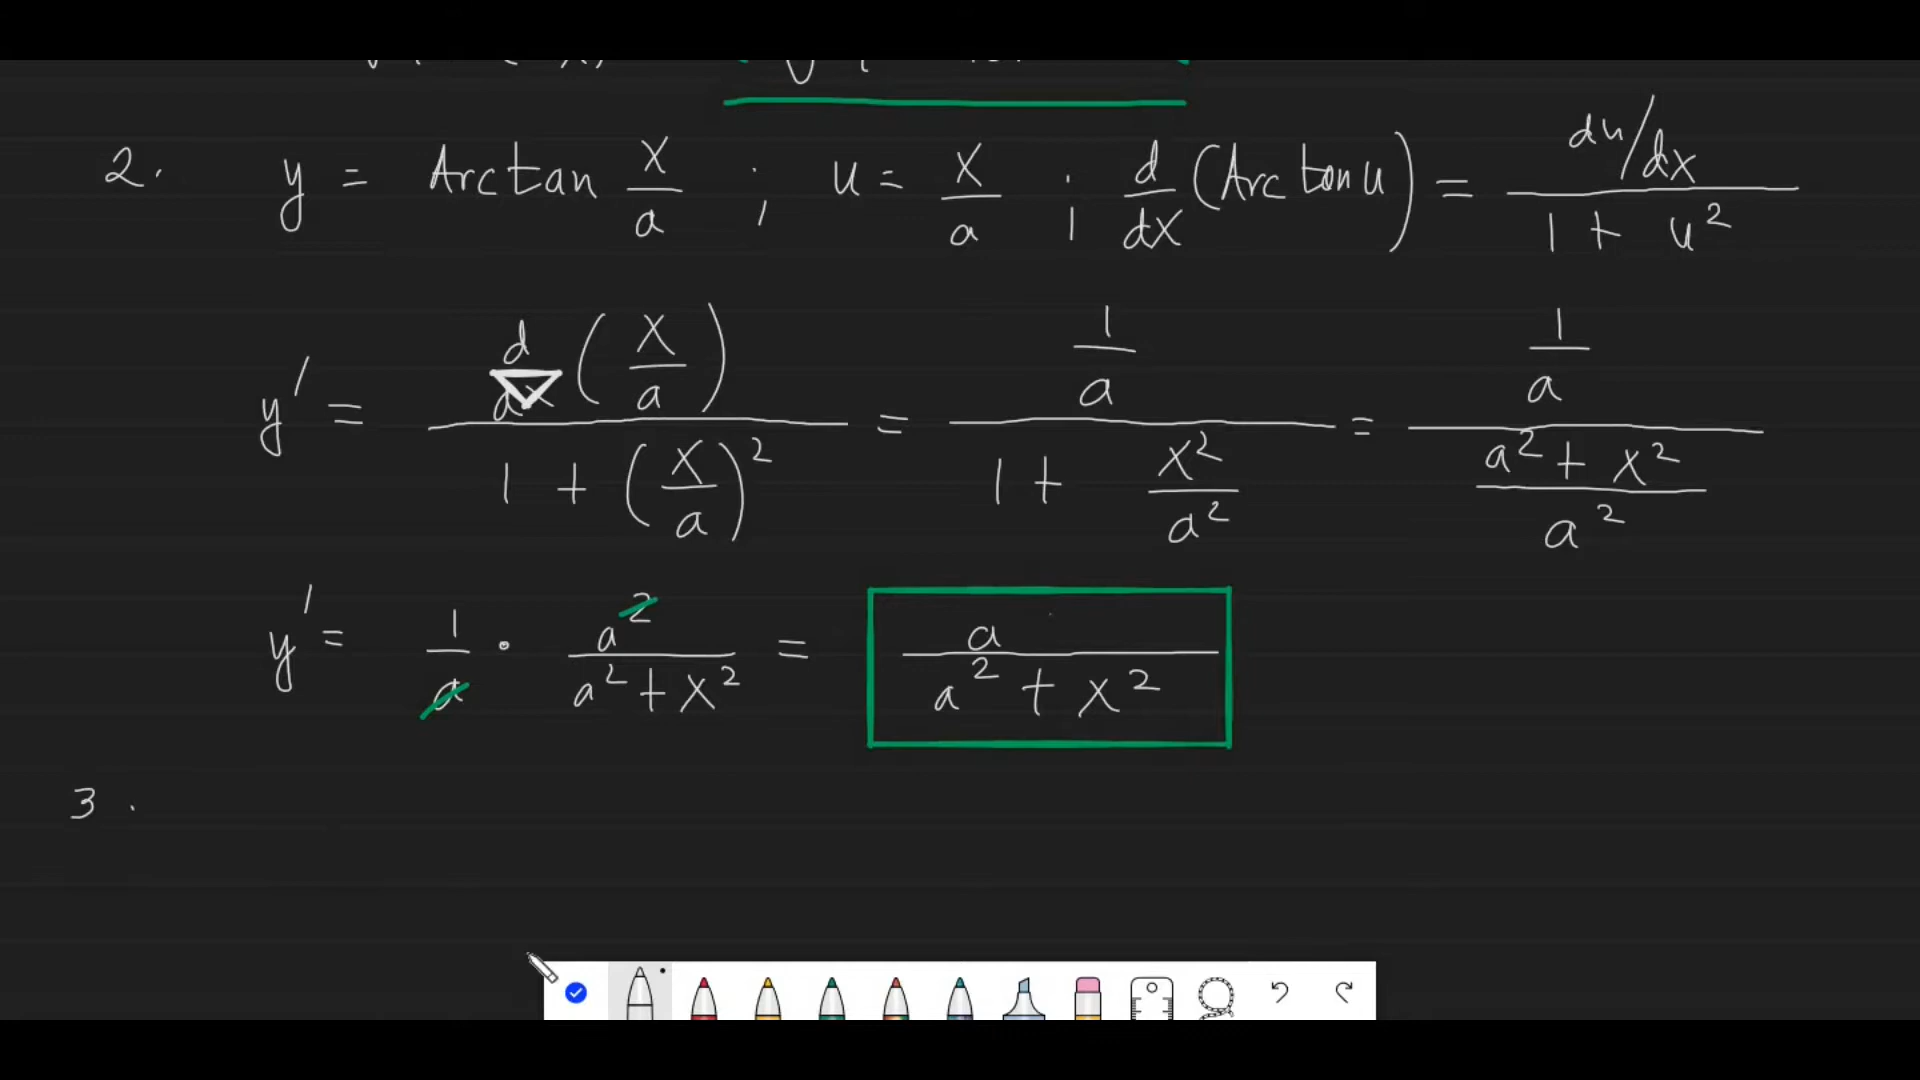 2. y = Arctan x/a ; u = x/a ; d/dx (Arctan u) = du/dx / 1 + u²
y' = d/dx (x/a) / 1 + (x/a)² = 1/a / 1 + x²/a² = 1/a / a² + x²/a²
y' = 1/a · a²/a² + x² = a/a² + x²
3.